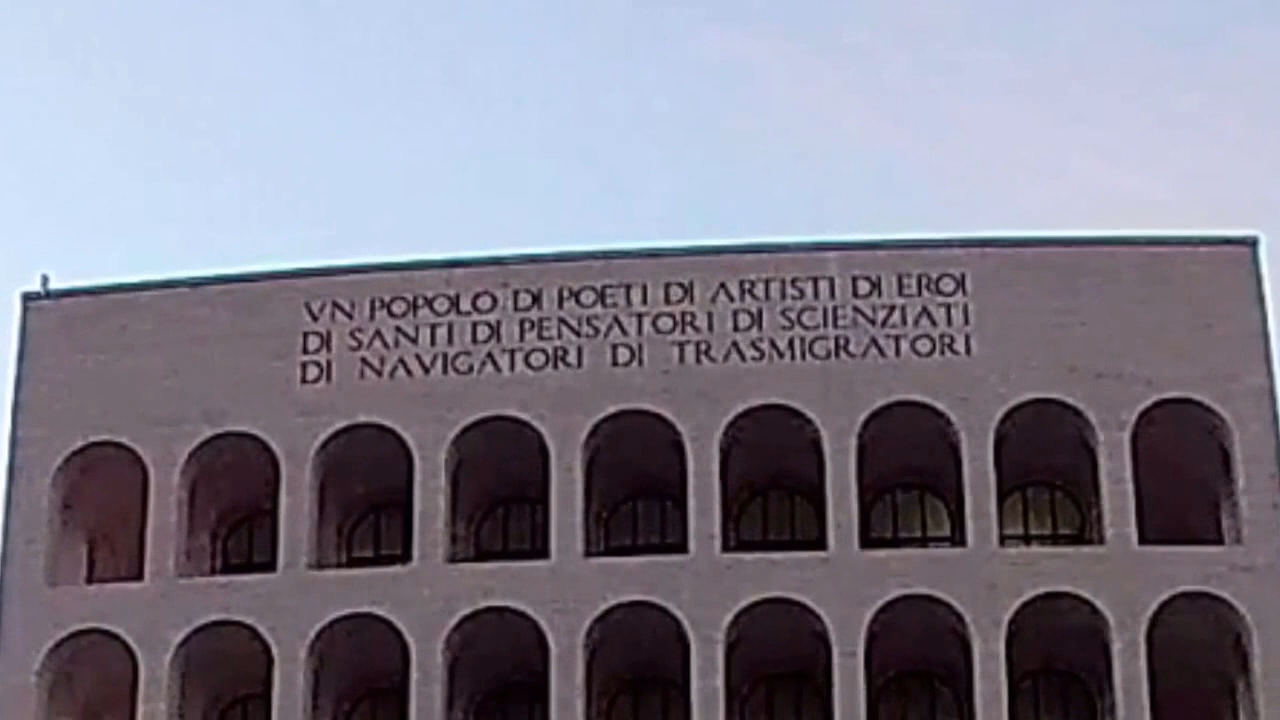 VN POPOLO DI POETI DI ARTISTI DI EROI
DI SANTI DI PENSATORI DI SCIENZIATI
DI NAVIGATORI DI TRASMIGRATORI